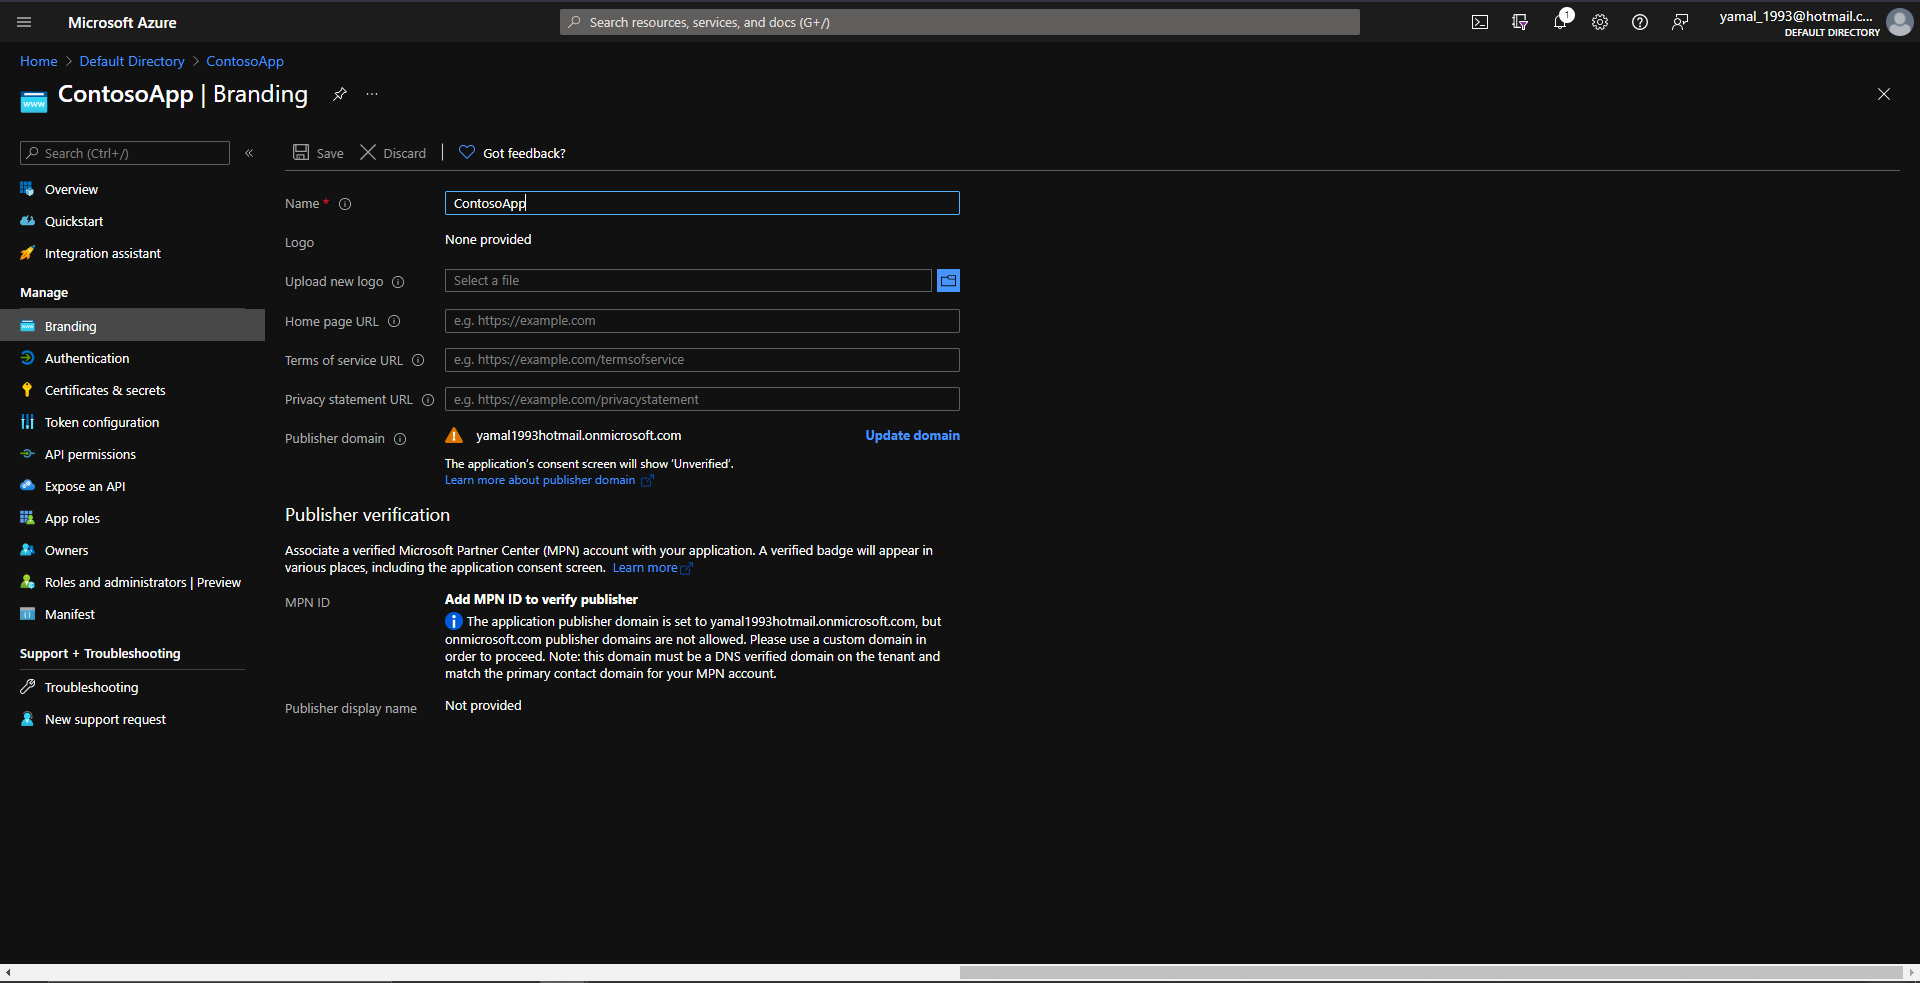 Microsoft Azure
Search resources, services, and docs (G+/)
1
yamal_1993@hotmail.c...
DEFAULT DIRECTORY
Home > Default Directory > ContosoApp
www
ContosoApp | Branding
...
Search (Ctrl+/)
«
Save
Discard
Got feedback?
Overview
Quickstart
Integration assistant
Manage
Branding
Authentication
Certificates & secrets
Token configuration
API permissions
Expose an API
App roles
Owners
Roles and administrators | Preview
Manifest
Support + Troubleshooting
Troubleshooting
New support request
Name *
ContosoApp
Logo
None provided
Upload new logo
Select a file
Home page URL
e.g. https://example.com
Terms of service URL
e.g. https://example.com/termsofservice
Privacy statement URL
e.g. https://example.com/privacystatement
Publisher domain
yamal1993hotmail.onmicrosoft.com
Update domain
The application's consent screen will show 'Unverified'.
Learn more about publisher domain
Publisher verification
Associate a verified Microsoft Partner Center (MPN) account with your application. A verified badge will appear in
various places, including the application consent screen. Learn more
MPN ID
Add MPN ID to verify publisher
The application publisher domain is set to yamal1993hotmail.onmicrosoft.com, but
onmicrosoft.com publisher domains are not allowed. Please use a custom domain in
order to proceed. Note: this domain must be a DNS verified domain on the tenant and
match the primary contact domain for your MPN account.
Publisher display name
Not provided